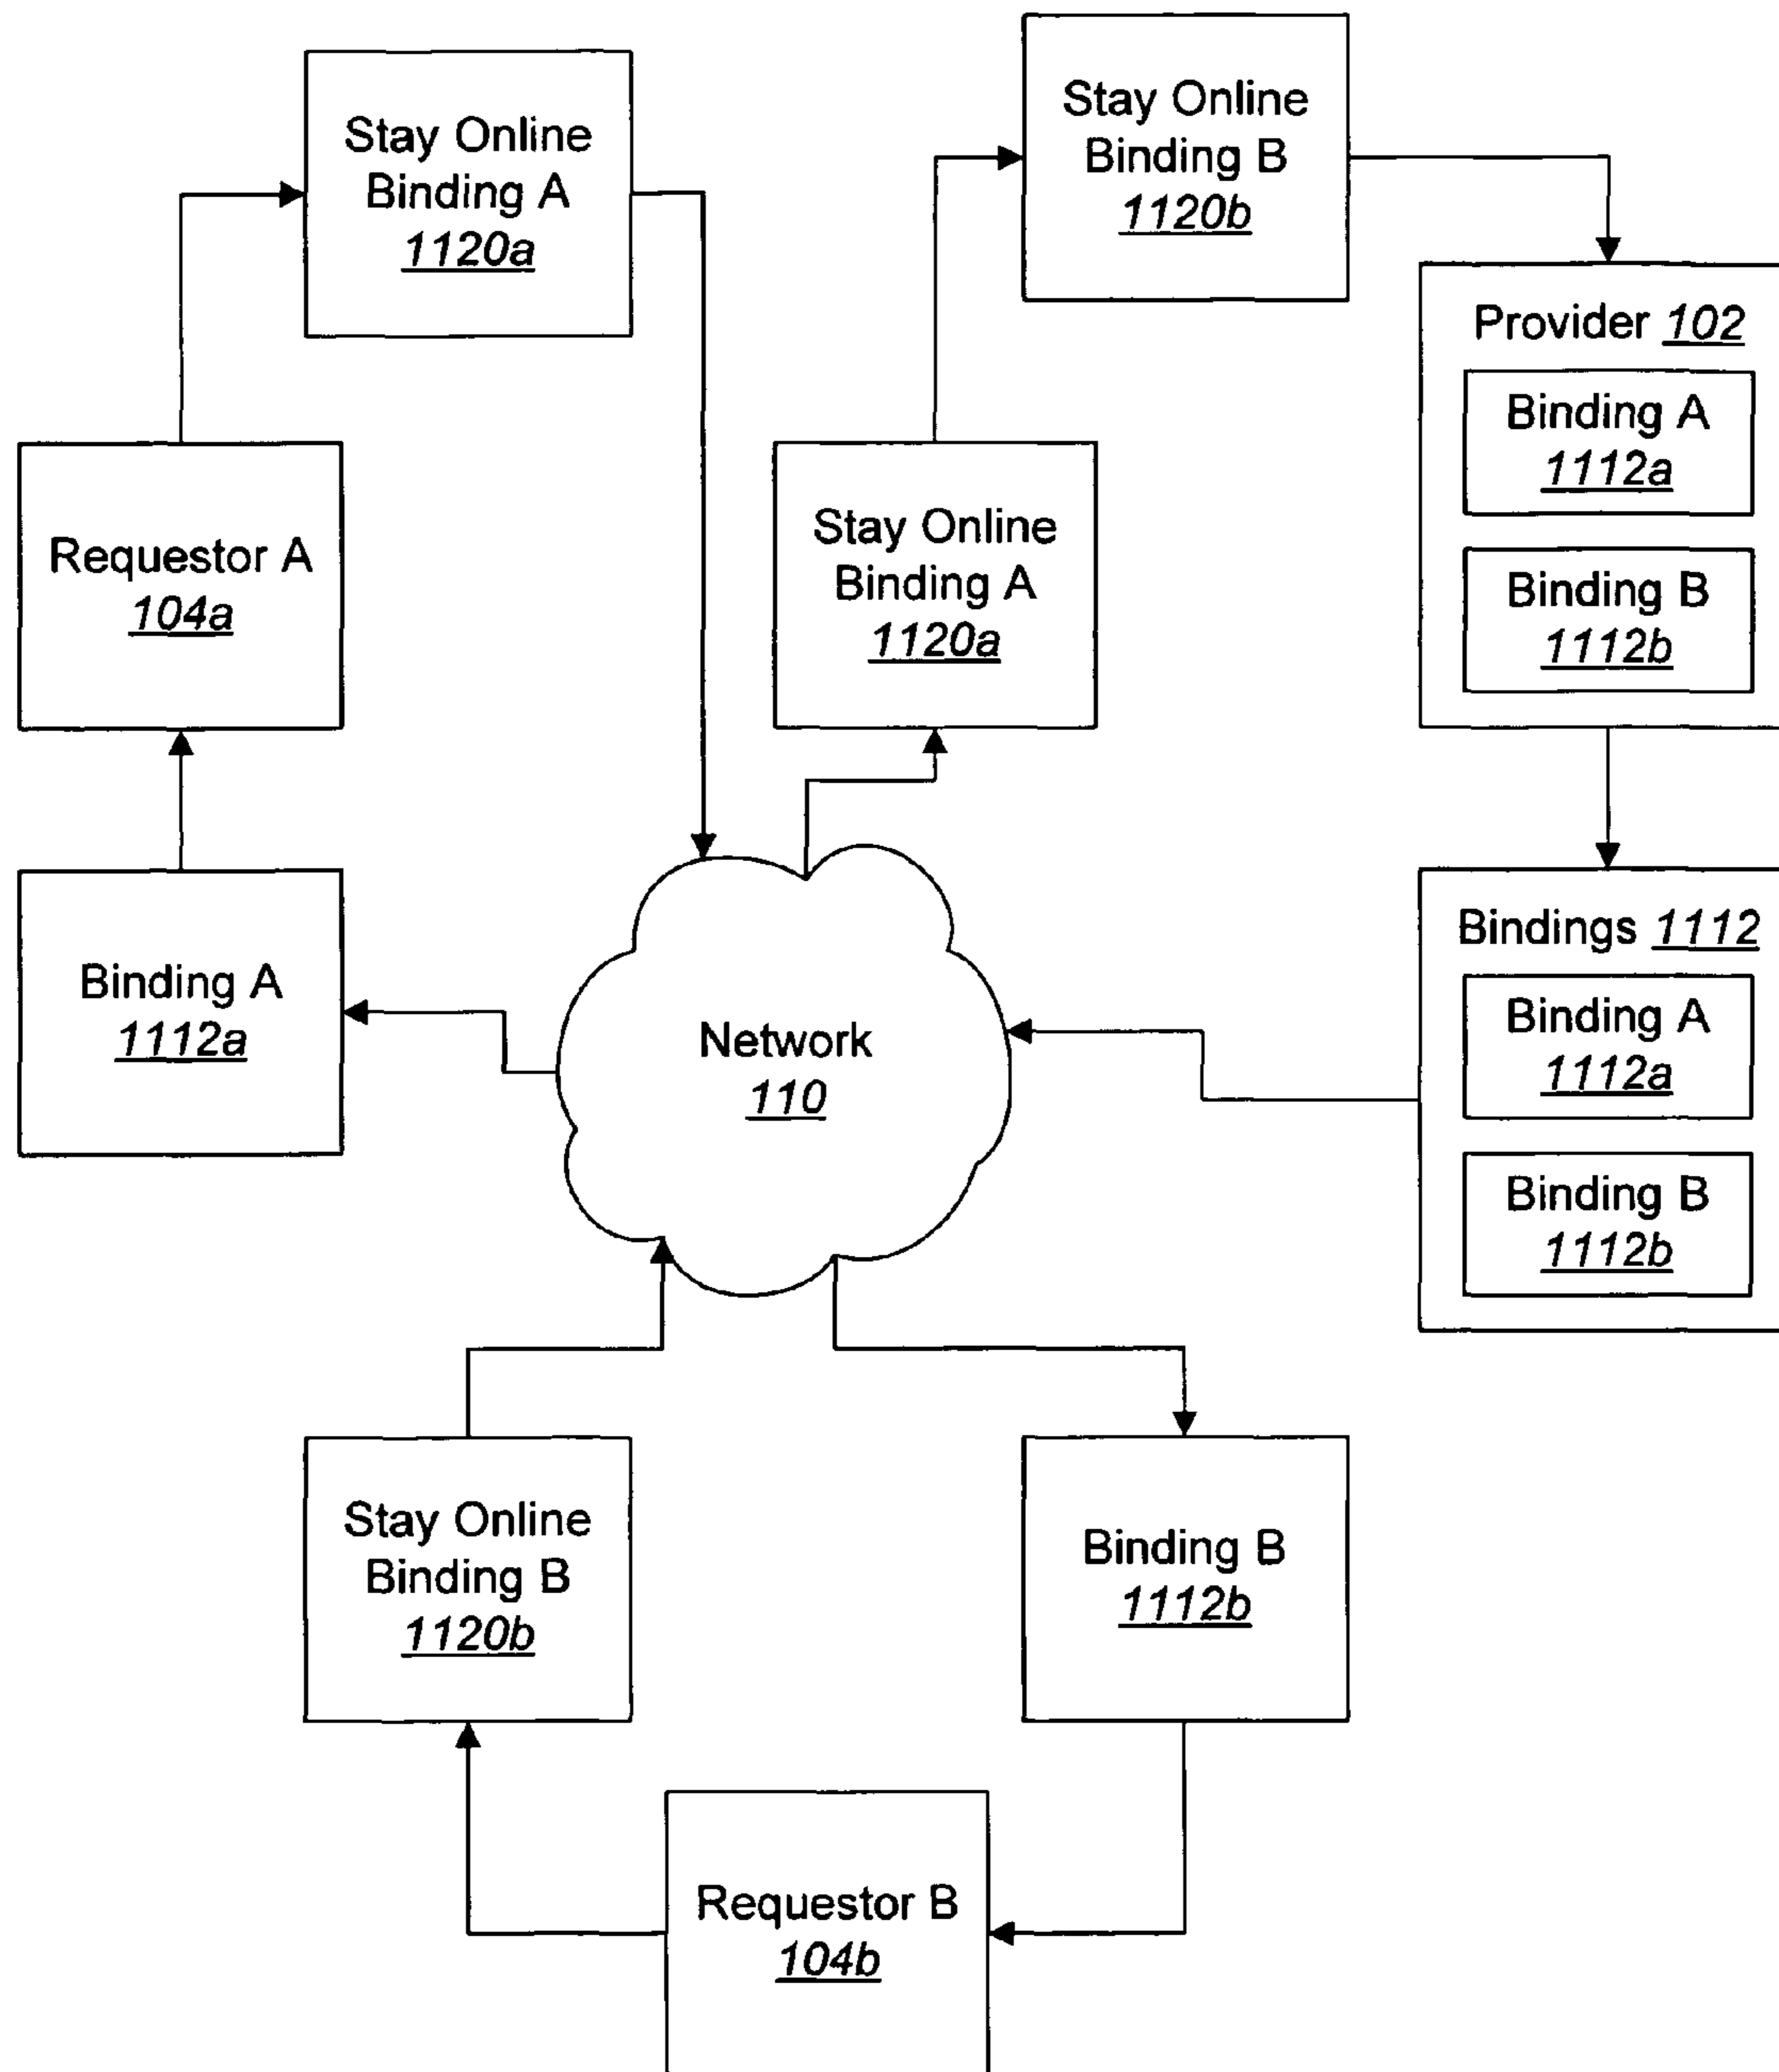 Stay Online
Binding A
1120a
Stay Online
Binding B
1120b
Provider 102
Binding A
1112a
Binding B
1112b
Requestor A
104a
Stay Online
Binding A
1120a
Binding A
1112a
Network
110
Bindings 1112
Binding A
1112a
Binding B
1112b
Stay Online
Binding B
1120b
Binding B
1112b
Requestor B
104b